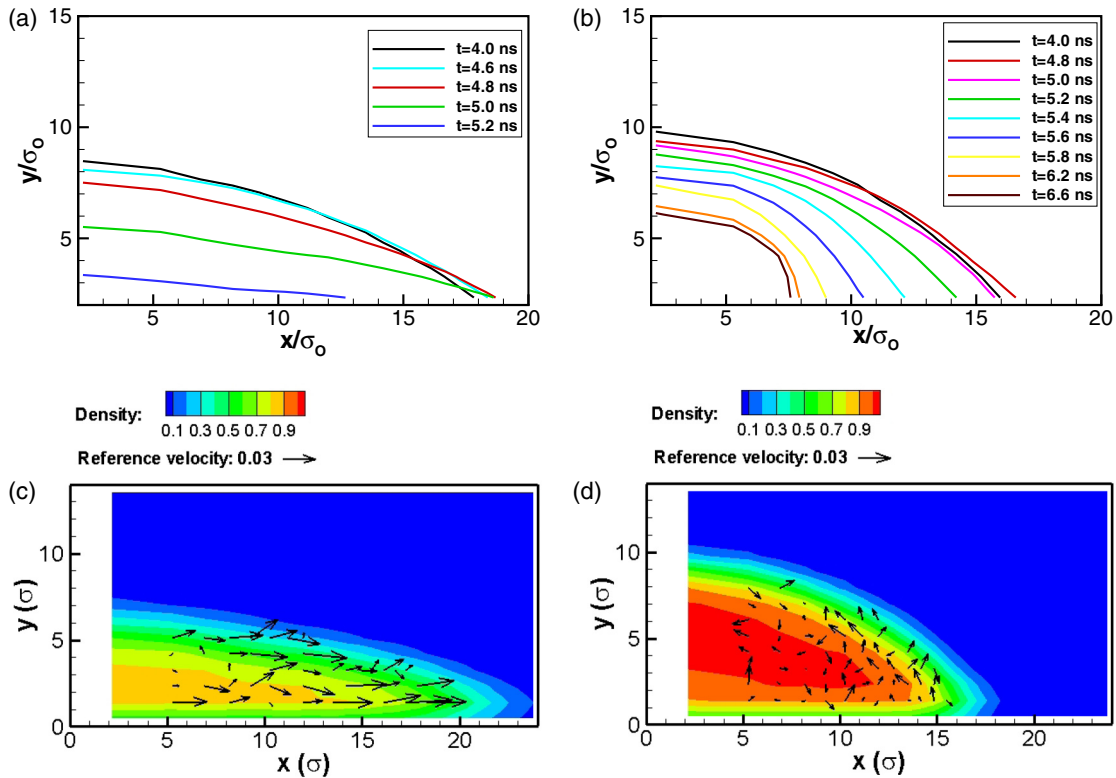 (a)
15
10
5
y/σo
5 10 15 20
x/σo
t=4.0 ns
t=4.6 ns
t=4.8 ns
t=5.0 ns
t=5.2 ns
(b)
15
10
5
y/σo
5 10 15 20
x/σo
t=4.0 ns
t=4.8 ns
t=5.0 ns
t=5.2 ns
t=5.4 ns
t=5.6 ns
t=5.8 ns
t=6.2 ns
t=6.6 ns
Density:
0.1 0.3 0.5 0.7 0.9
Reference velocity: 0.03
(c)
10
5
0
y (σ)
0 5 10 15 20
x (σ)
Density:
0.1 0.3 0.5 0.7 0.9
Reference velocity: 0.03
(d)
10
5
0
y (σ)
0 5 10 15 20
x (σ)